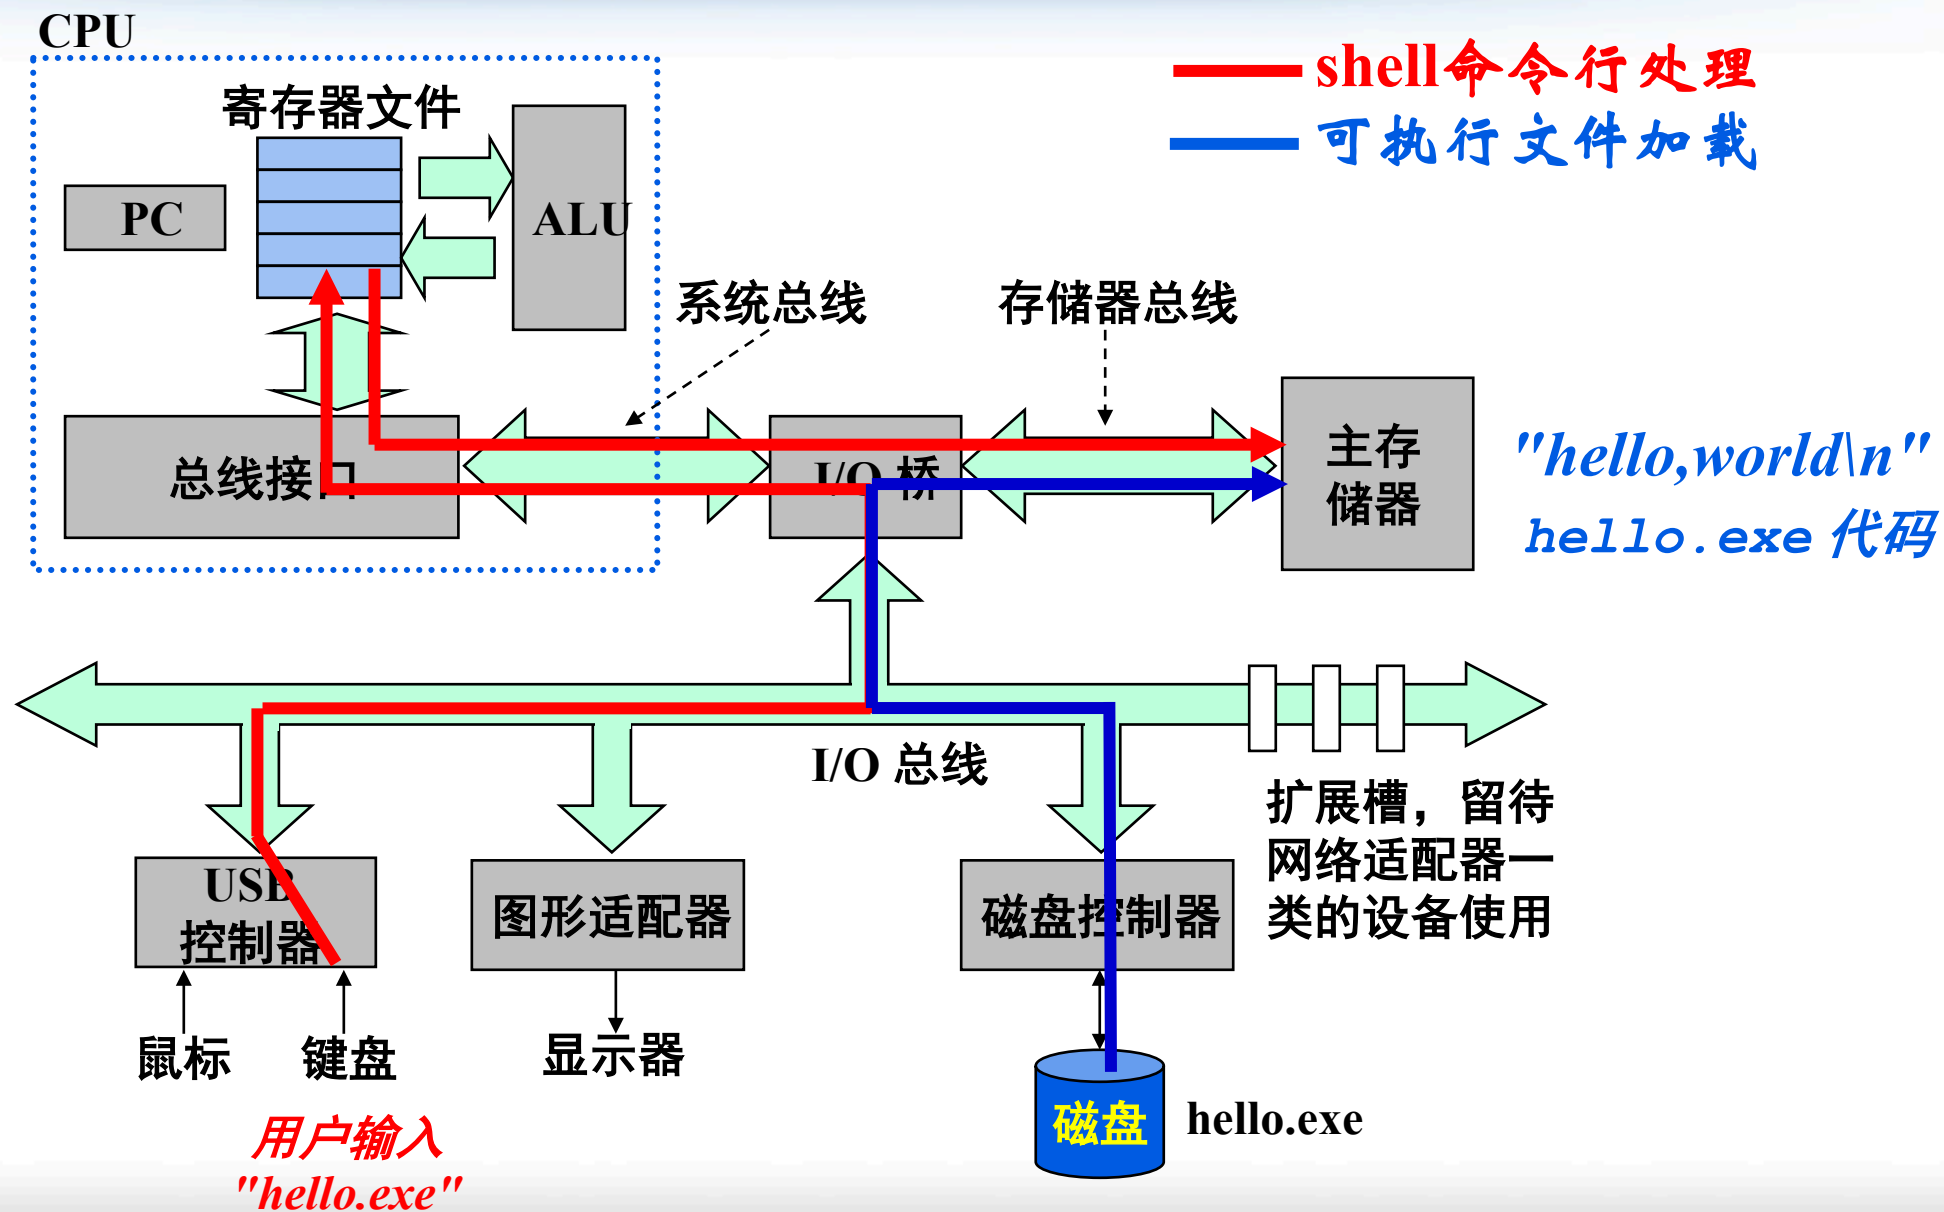 CPU
shell命令行处理
可执行文件加载
寄存器文件
PC
ALU
系统总线
存储器总线
总线接口
I/O 桥
主存
储器
"hello,world\n"
hello.exe 代码
I/O 总线
扩展槽，留待
网络适配器一
类的设备使用
USB
控制器
图形适配器
磁盘控制器
鼠标
键盘
显示器
磁盘
hello.exe
用户输入
"hello.exe"